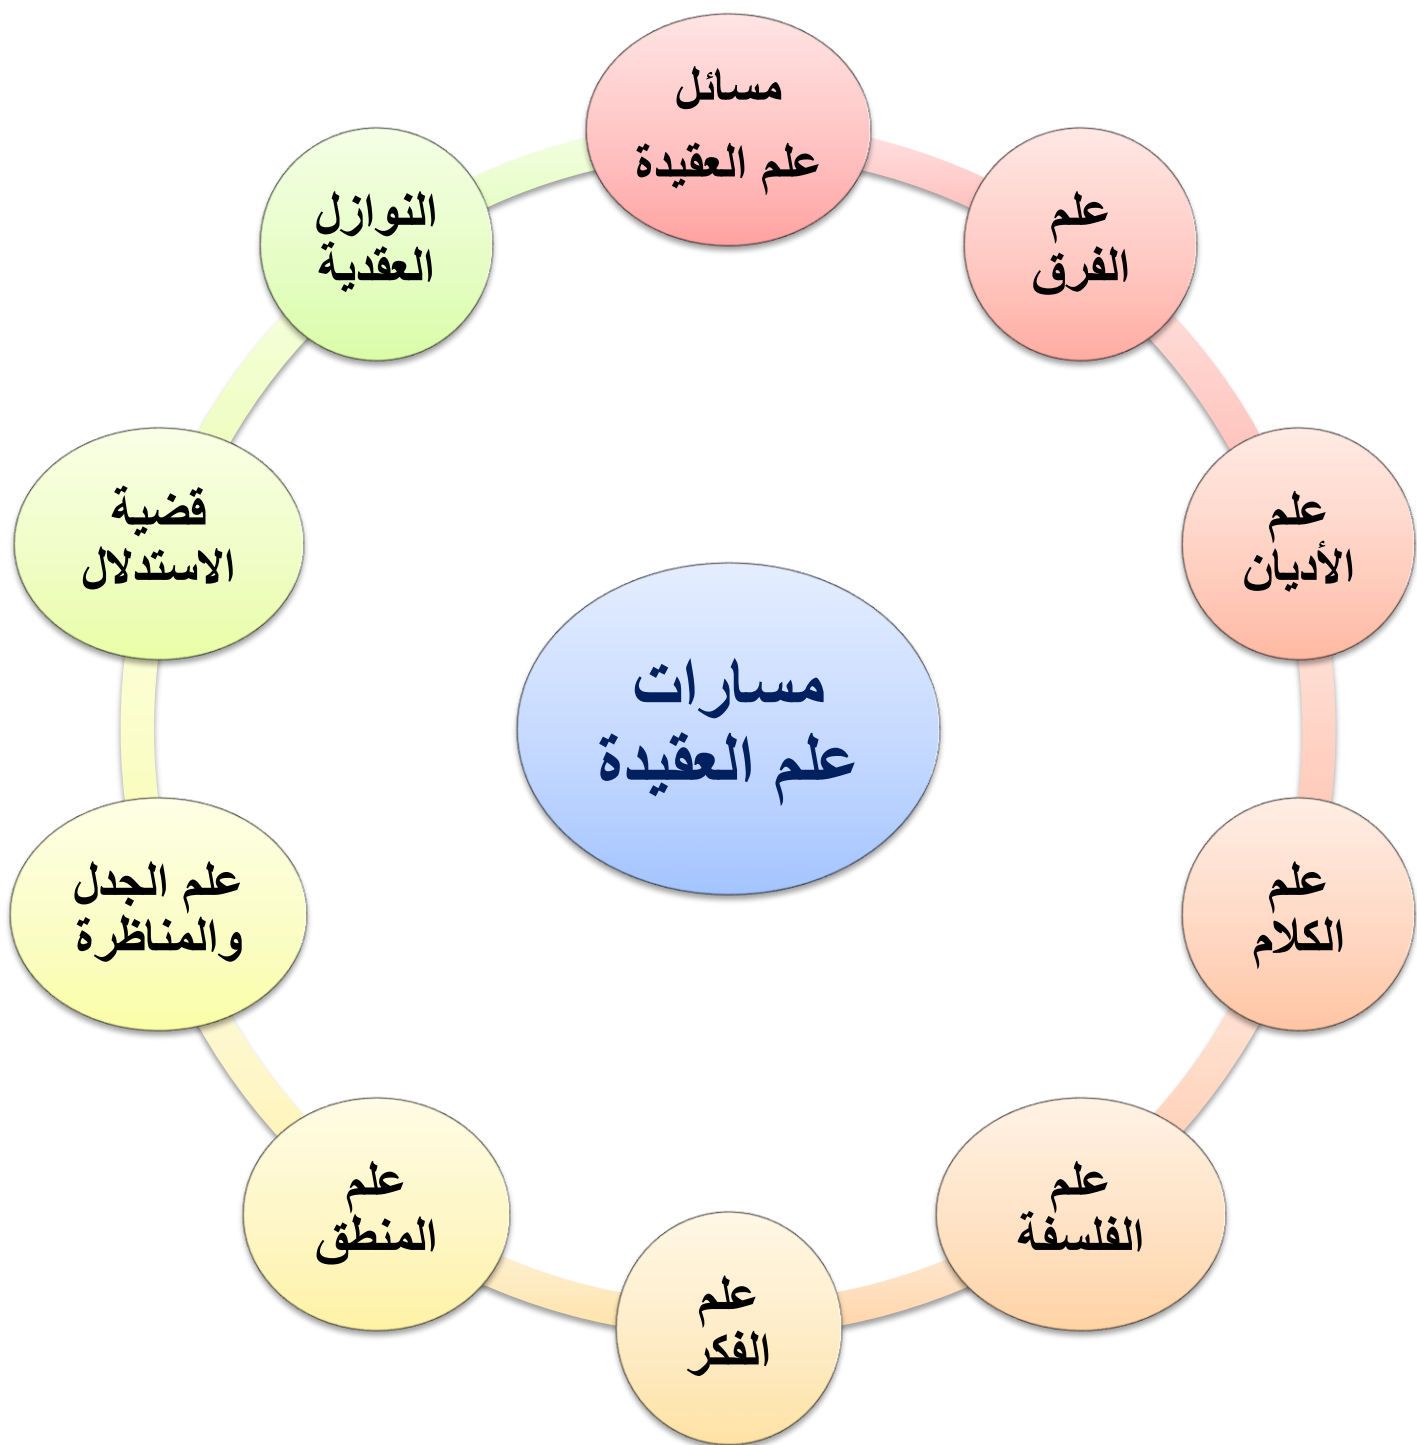 مسائل
علم العقيدة
علم
الفرق
علم
الأديان
علم
الكلام
علم
الفلسفة
علم
الفكر
علم
المنطق
علم الجدل
والمناظرة
قضية
الاستدلال
النوازل
العقدية
مسارات
علم العقيدة